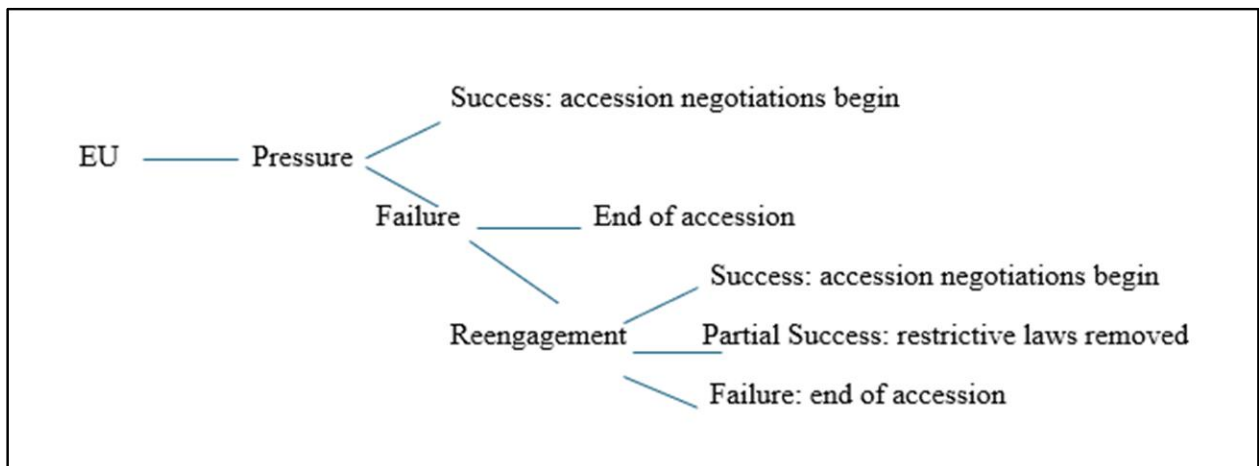 Success: accession negotiations begin
EU
Pressure
Failure
End of accession
Success: accession negotiations begin
Reengagement
Partial Success: restrictive laws removed
Failure: end of accession